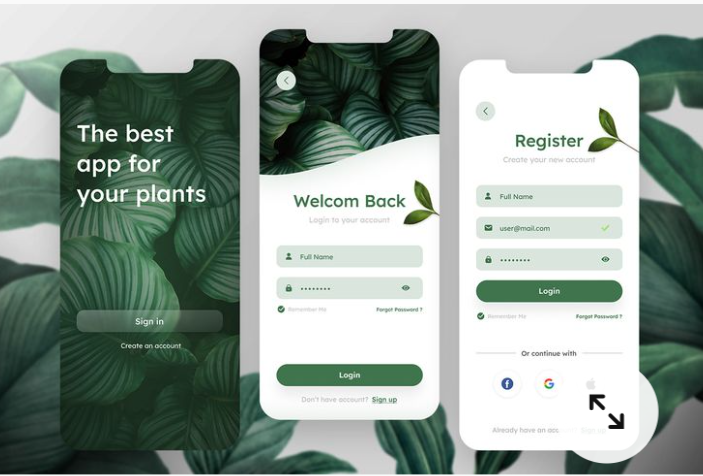 The best
app for
your plants
Sign in
Create an account
Welcom Back
Login to your account
Full Name
Remember Me
Forgot Password ?
Login
Don't have account? Sign up
Register
Create your new account
Full Name
user@mail.com
Login
Remember Me
Forgot Password ?
Or continue with
Already have an